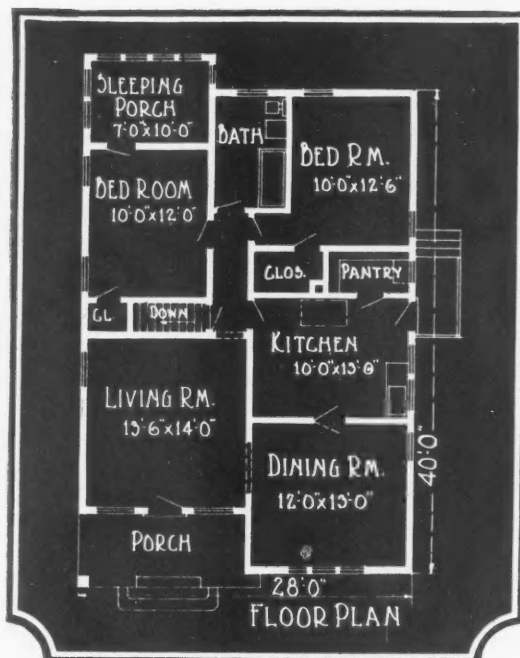 SLEEPING
PORCH
7'-0"x10'-0"
BATH
BED RM.
10'-0"x12'-6"
BED ROOM
10'-0"x12'-0"
CLOS.
PANTRY
CL.
DOWN
KITCHEN
10'-0"x13'-6"
LIVING RM.
13'-6"x14'-0"
DINING RM.
12'-0"x13'-0"
PORCH
40'-0"
28'-0"
FLOOR PLAN